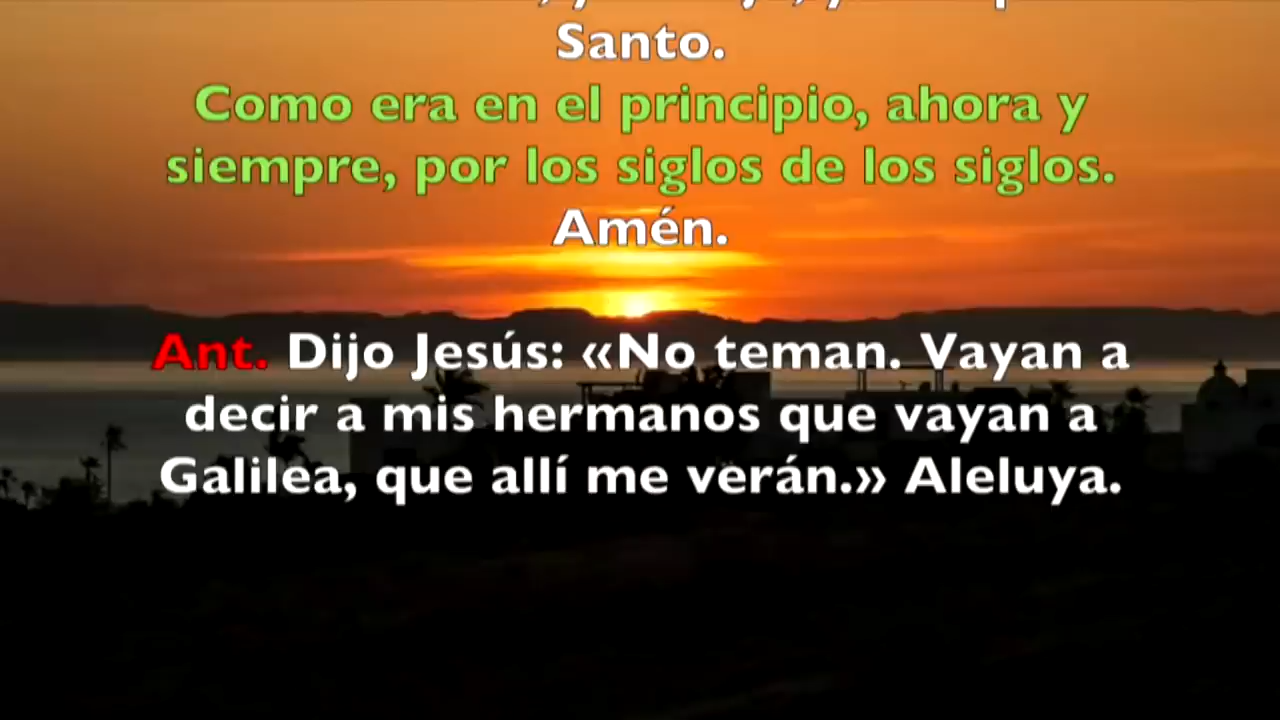 Santo.
Como era en el principio, ahora y
siempre, por los siglos de los siglos.
Amén.
Ant. Dijo Jesús: «No teman. Vayan a
decir a mis hermanos que vayan a
Galilea, que allí me verán.» Aleluya.